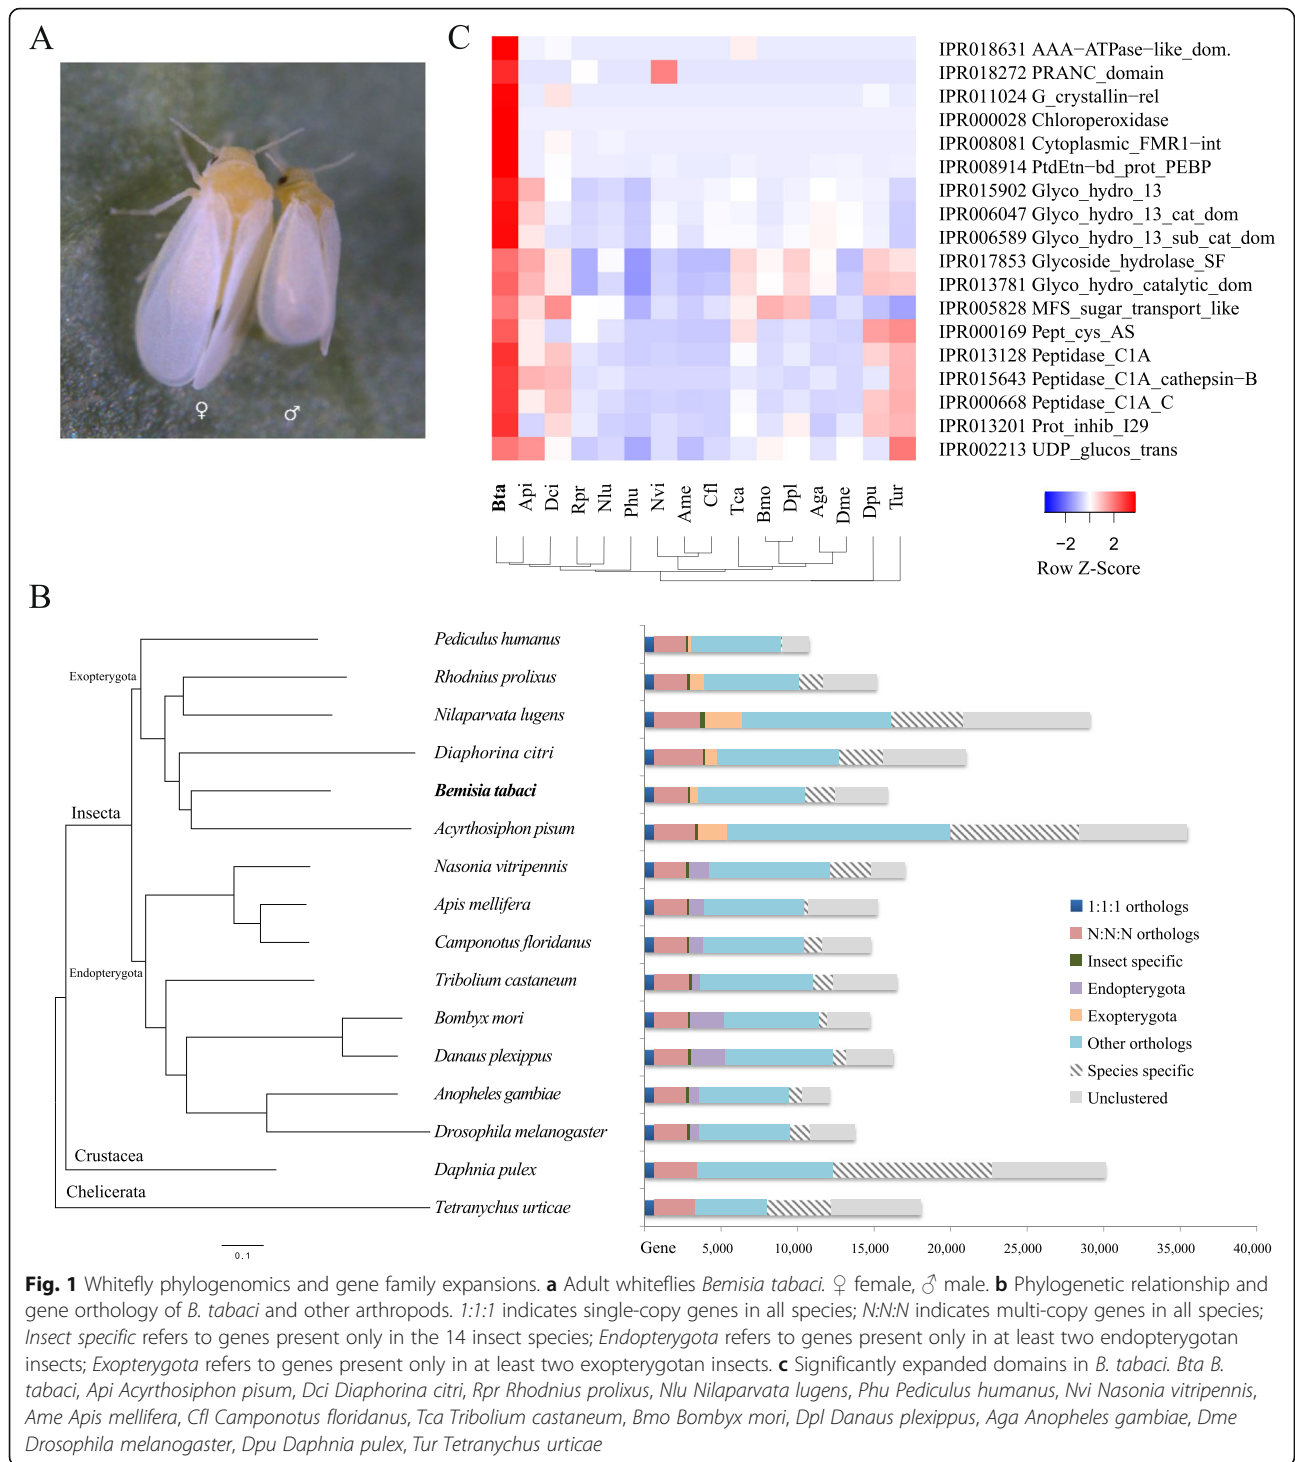 A
C
♀
♂
IPR018631 AAA−ATPase−like_dom.
IPR018272 PRANC_domain
IPR011024 G_crystallin−rel
IPR000028 Chloroperoxidase
IPR008081 Cytoplasmic_FMR1−int
IPR008914 PtdEtn−bd_prot_PEBP
IPR015902 Glyco_hydro_13
IPR006047 Glyco_hydro_13_cat_dom
IPR006589 Glyco_hydro_13_sub_cat_dom
IPR017853 Glycoside_hydrolase_SF
IPR013781 Glyco_hydro_catalytic_dom
IPR005828 MFS_sugar_transport_like
IPR000169 Pept_cys_AS
IPR013128 Peptidase_C1A
IPR015643 Peptidase_C1A_cathepsin−B
IPR000668 Peptidase_C1A_C
IPR013201 Prot_inhib_I29
IPR002213 UDP_glucos_trans
Bta Api Dci Rpr Nlu Phu Nvi Ame Cfl Tca Bmo Dpl Aga Dme Dpu Tur
−2 2
Row Z-Score
B
Exopterygota
Insecta
Endopterygota
Crustacea
Chelicerata
0.1
Pediculus humanus
Rhodnius prolixus
Nilaparvata lugens
Diaphorina citri
Bemisia tabaci
Acyrthosiphon pisum
Nasonia vitripennis
Apis mellifera
Camponotus floridanus
Tribolium castaneum
Bombyx mori
Danaus plexippus
Anopheles gambiae
Drosophila melanogaster
Daphnia pulex
Tetranychus urticae
1:1:1 orthologs
N:N:N orthologs
Insect specific
Endopterygota
Exopterygota
Other orthologs
Species specific
Unclustered
Gene 5,000 10,000 15,000 20,000 25,000 30,000 35,000 40,000
Fig. 1 Whitefly phylogenomics and gene family expansions. a Adult whiteflies Bemisia tabaci. ♀ female, ♂ male. b Phylogenetic relationship and
gene orthology of B. tabaci and other arthropods. 1:1:1 indicates single-copy genes in all species; N:N:N indicates multi-copy genes in all species;
Insect specific refers to genes present only in the 14 insect species; Endopterygota refers to genes present only in at least two endopterygotan
insects; Exopterygota refers to genes present only in at least two exopterygotan insects. c Significantly expanded domains in B. tabaci. Bta B.
tabaci, Api Acyrthosiphon pisum, Dci Diaphorina citri, Rpr Rhodnius prolixus, Nlu Nilaparvata lugens, Phu Pediculus humanus, Nvi Nasonia vitripennis,
Ame Apis mellifera, Cfl Camponotus floridanus, Tca Tribolium castaneum, Bmo Bombyx mori, Dpl Danaus plexippus, Aga Anopheles gambiae, Dme
Drosophila melanogaster, Dpu Daphnia pulex, Tur Tetranychus urticae